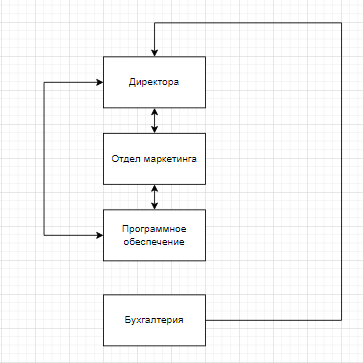 Директора
Отдел маркетинга
Программное
обеспечение
Бухгалтерия